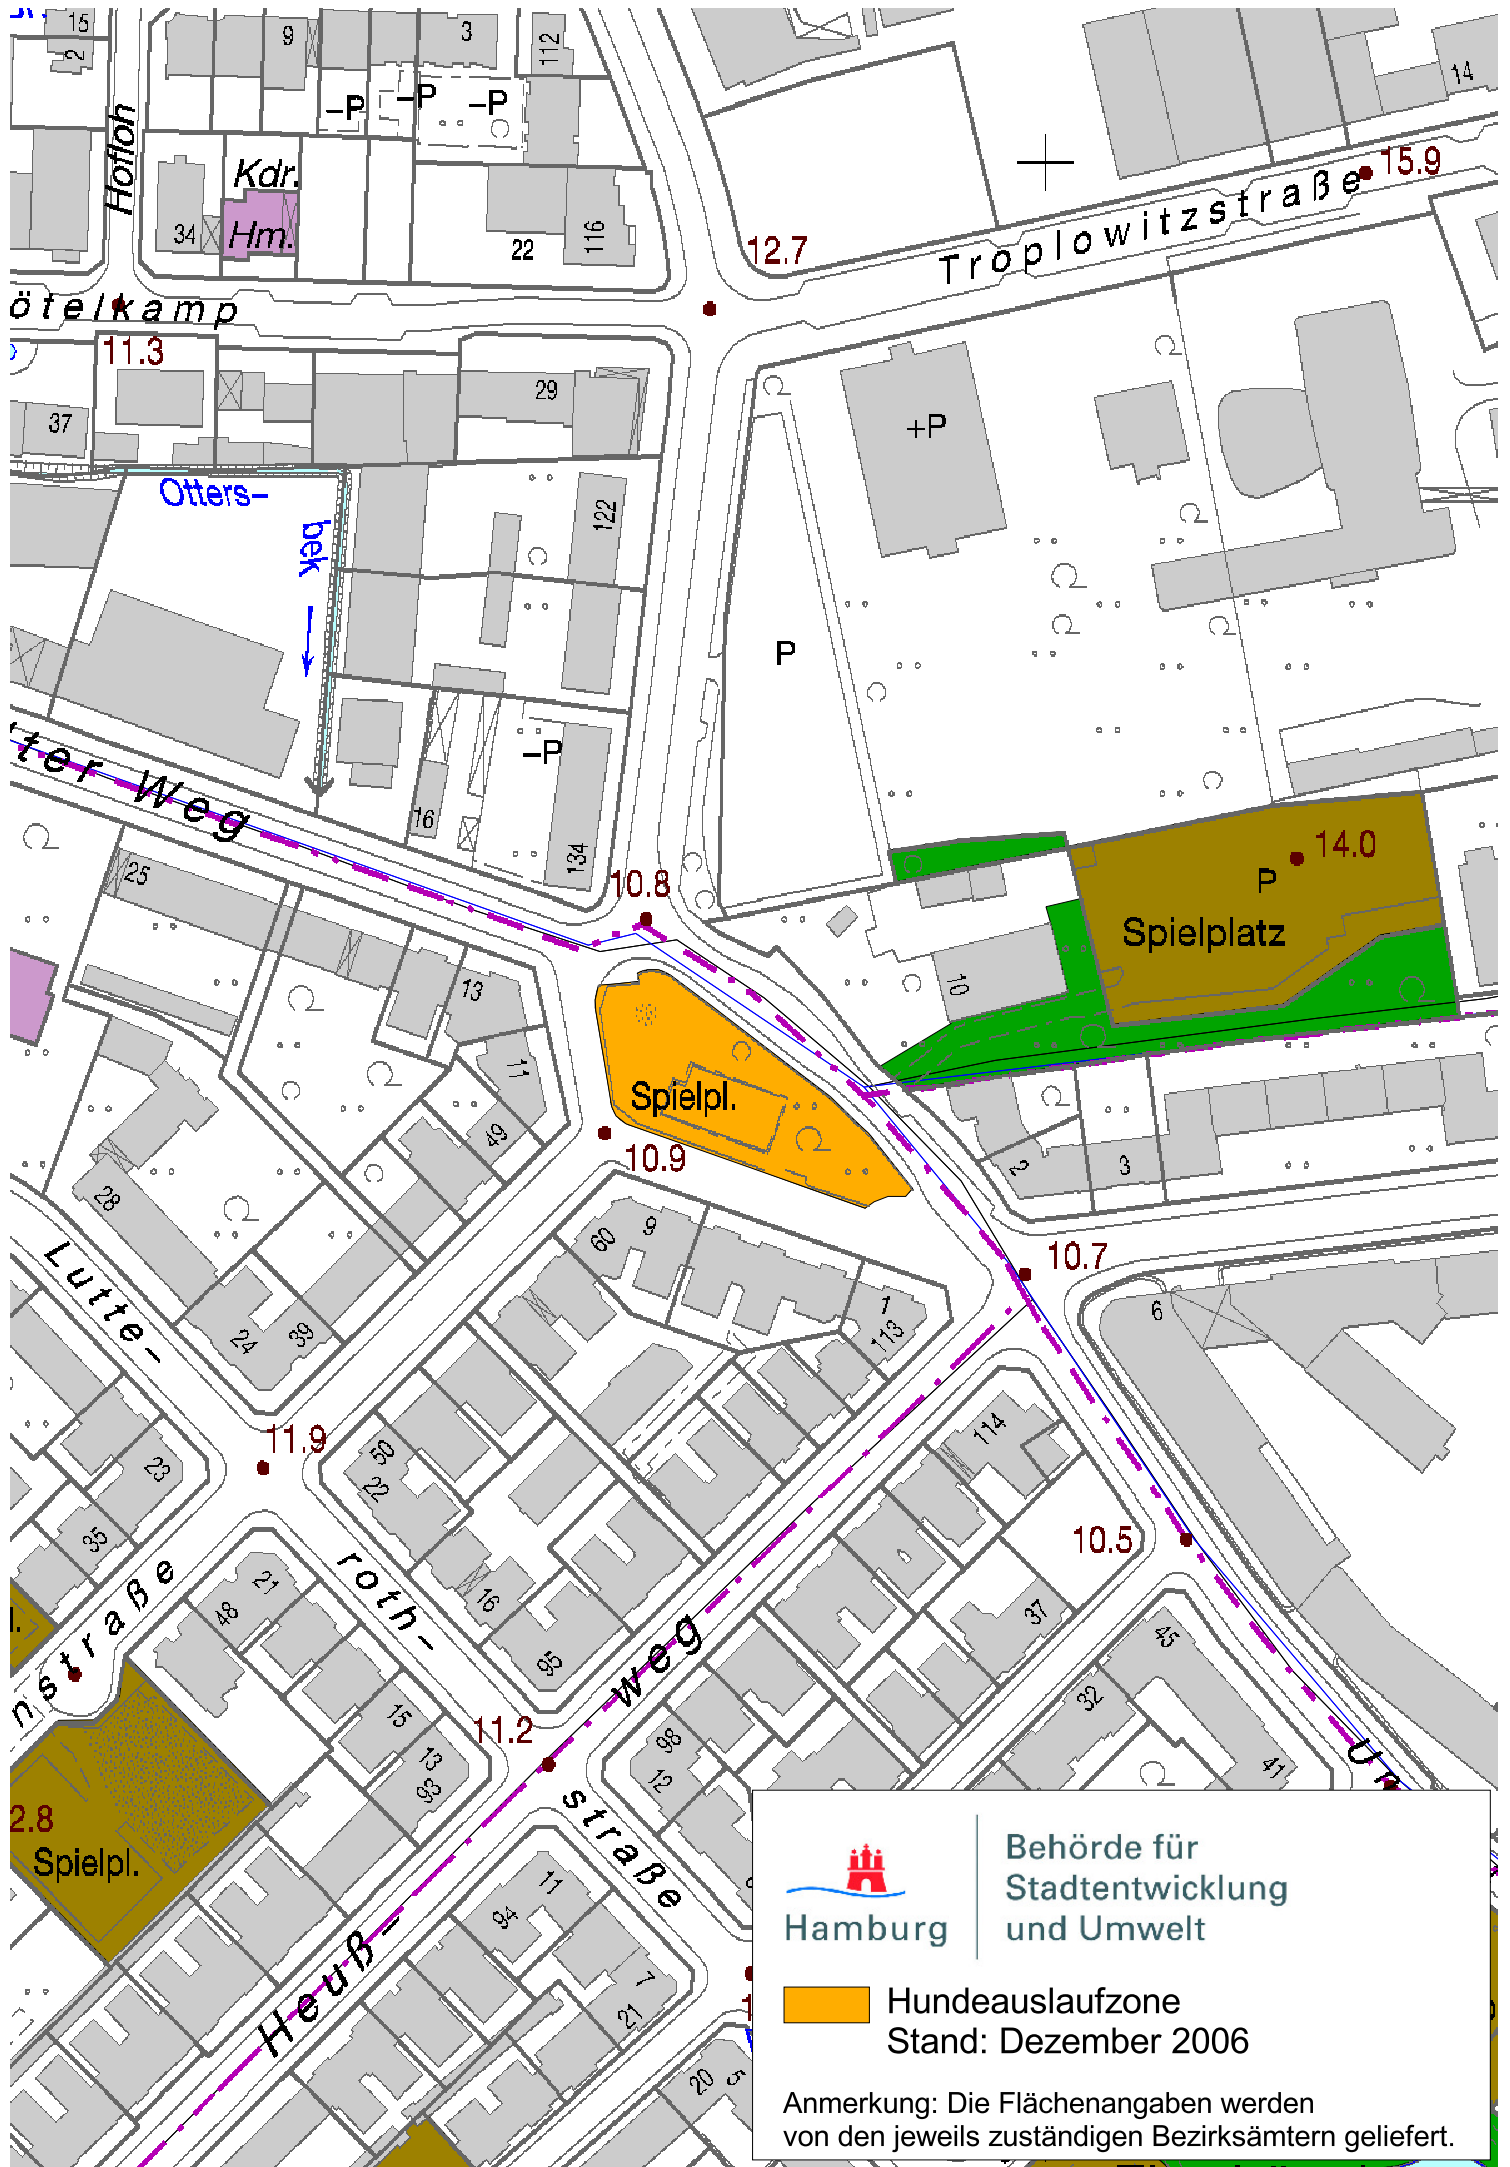 15
2
9
3
112
14
–P
–P
–P
Hofloh
Kdr.
Hm.
34
22
116
12.7
15.9
Troplowitzstraße
ötelkamp
11.3
37
29
+P
Otters–
bek
122
P
–P
16
134
ter Weg
25
10.8
14.0
P
Spielplatz
10
13
11
49
Spielpl.
10.9
2
3
28
60
9
10.7
6
Lutte–
24
39
1
113
11.9
50
22
114
23
35
10.5
nstraße
roth–
21
48
16
95
weg
37
45
32
41
15
13
93
11.2
98
12
Un
2.8
Spielpl.
straße
11
94
7
21
Heuß–
20
5
Hamburg
Behörde für
Stadtentwicklung
und Umwelt
Hundeauslaufzone
Stand: Dezember 2006
Anmerkung: Die Flächenangaben werden
von den jeweils zuständigen Bezirksämtern geliefert.